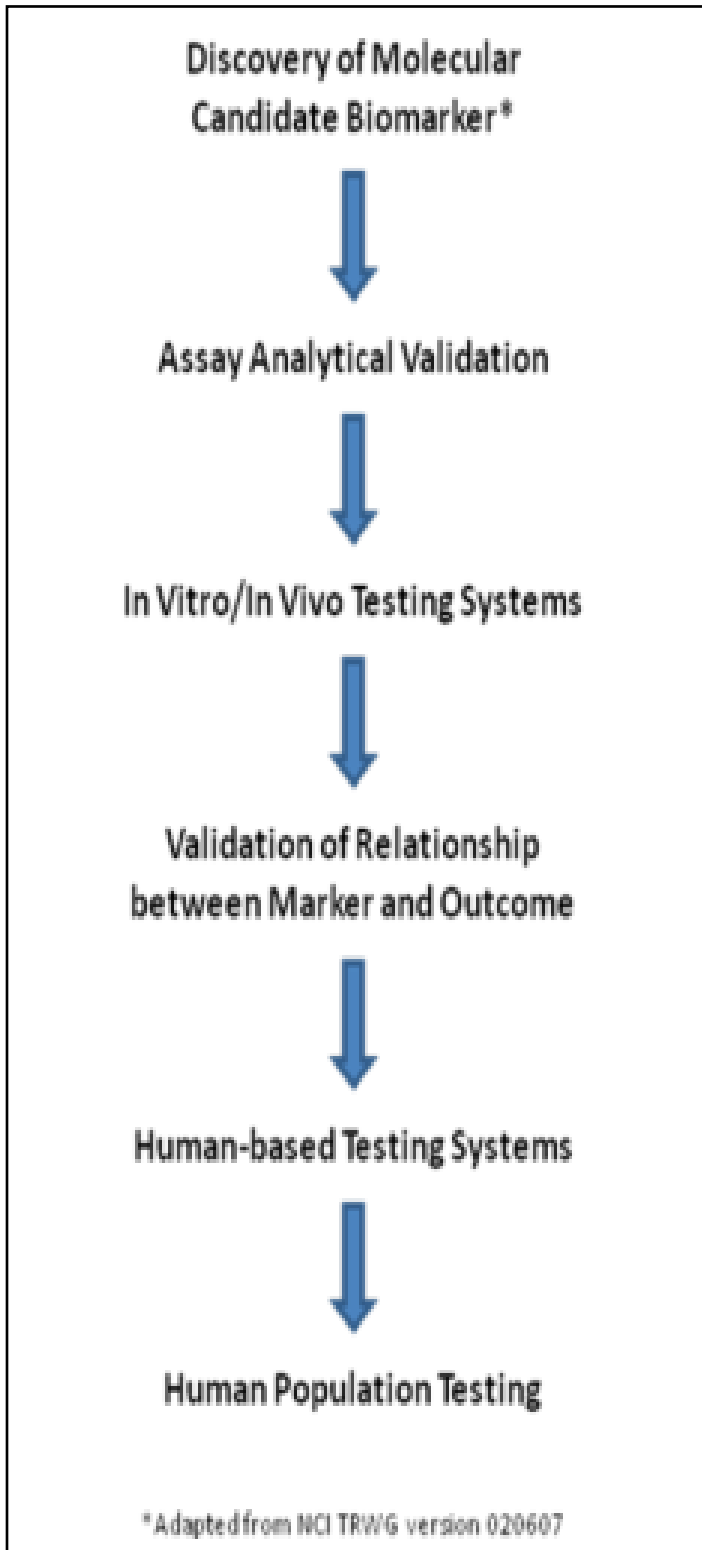 Discovery of Molecular
Candidate Biomarker*
Assay Analytical Validation
In Vitro/In Vivo Testing Systems
Validation of Relationship
between Marker and Outcome
Human-based Testing Systems
Human Population Testing
*Adapted from NCI TRWG version 020607